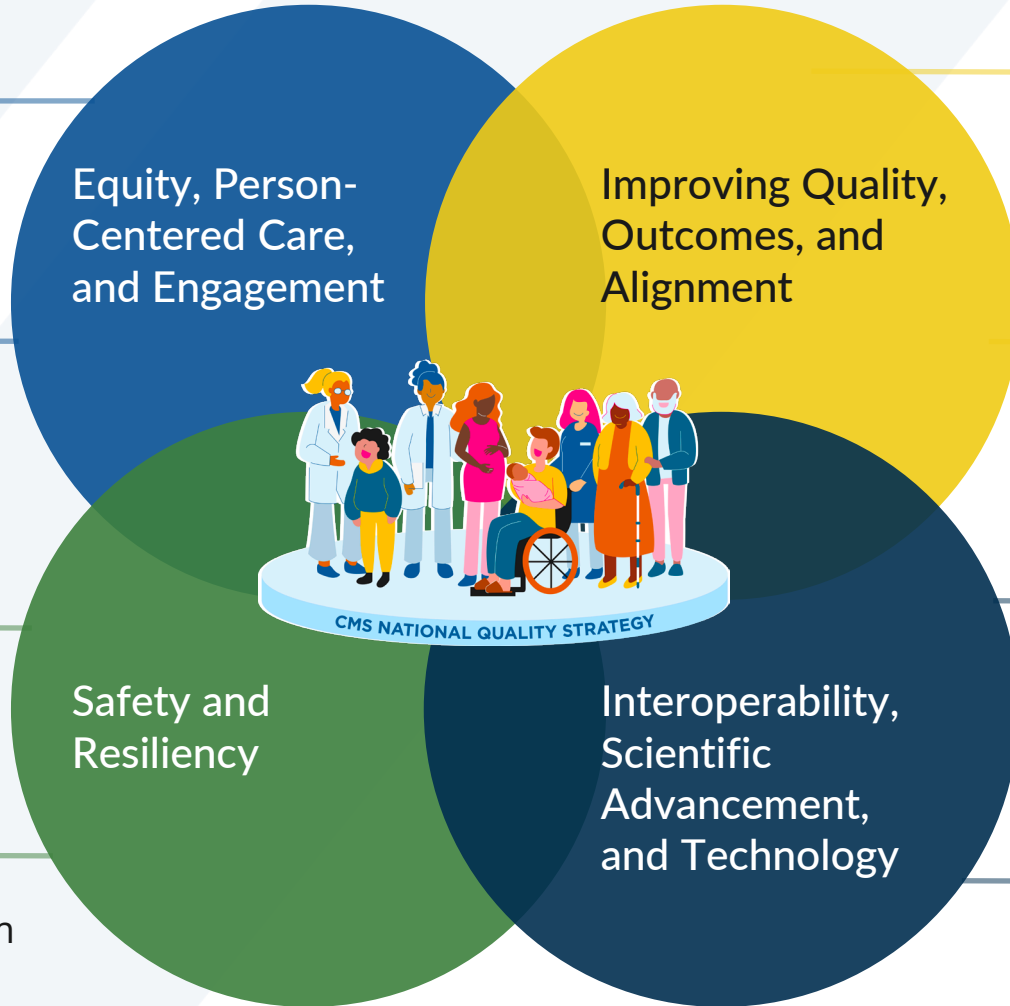 Equity, Person-
Centered Care,
and Engagement
Improving Quality,
Outcomes, and
Alignment
CMS NATIONAL QUALITY STRATEGY
Safety and
Resiliency
Interoperability,
Scientific
Advancement,
and Technology